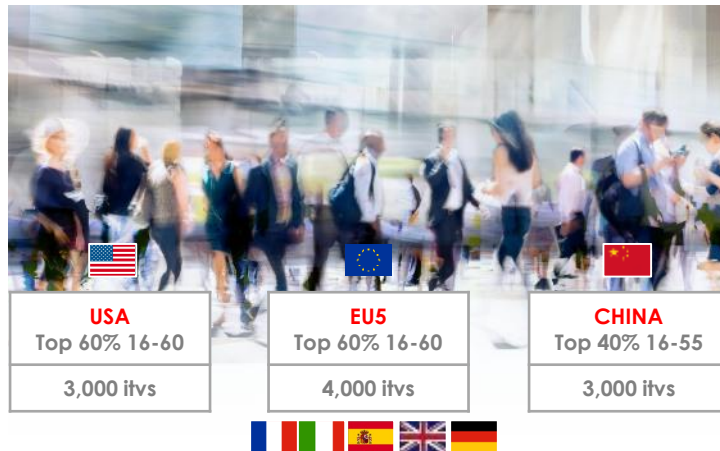 USA
Top 60% 16-60
3,000 itvs
EU5
Top 60% 16-60
4,000 itvs
CHINA
Top 40% 16-55
3,000 itvs